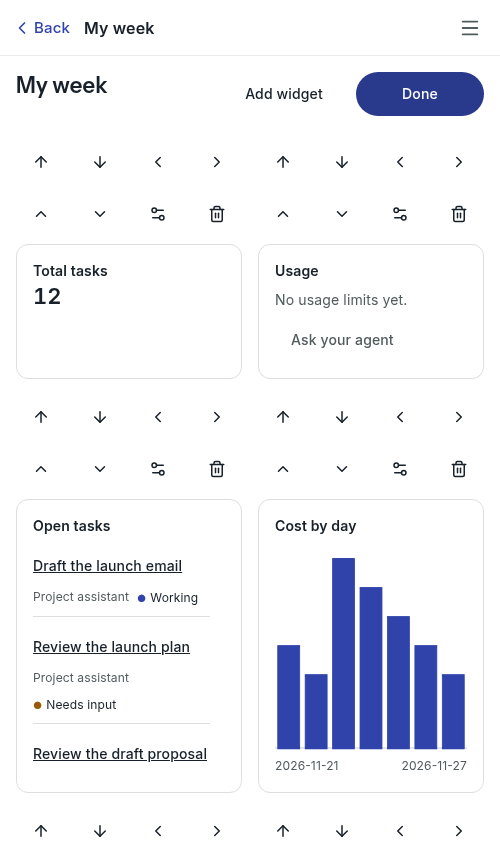 Back My week
My week
Add widget
Done
Total tasks
12
Usage
No usage limits yet.
Ask your agent
Open tasks
Draft the launch email
Project assistant Working
Review the launch plan
Project assistant
Needs input
Review the draft proposal
Cost by day
2026-11-21 2026-11-27